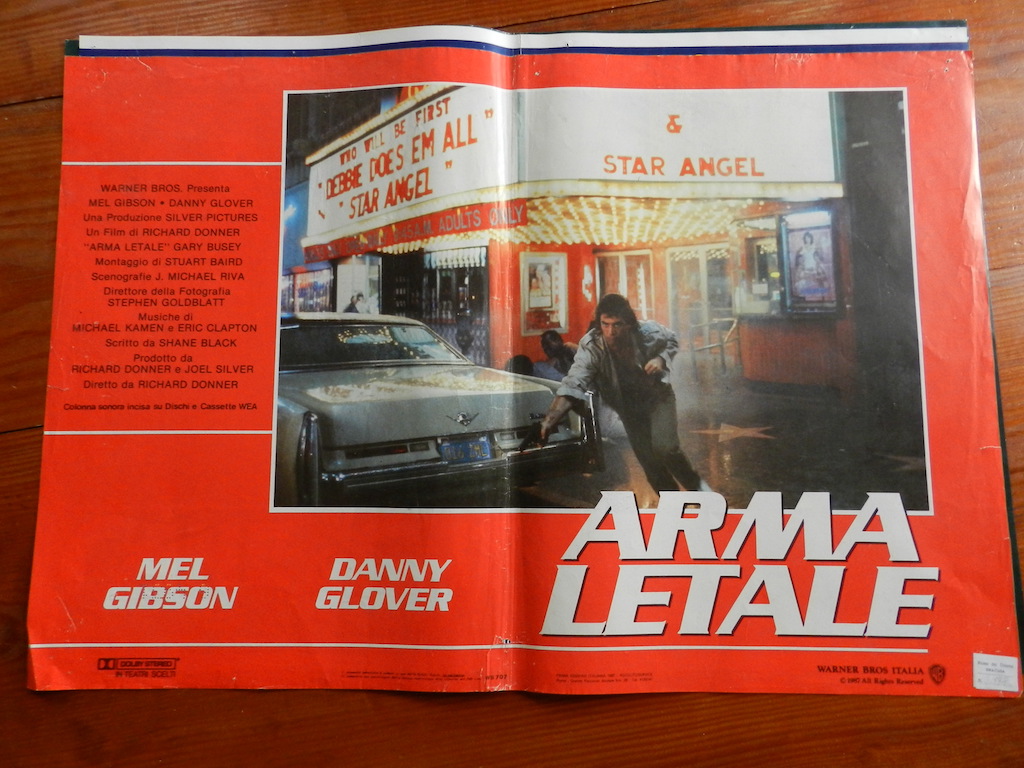 WARNER BROS. Presenta
MEL GIBSON • DANNY GLOVER
Una Produzione SILVER PICTURES
Un Film di RICHARD DONNER
"ARMA LETALE" GARY BUSEY
Montaggio di STUART BAIRD
Scenografie J. MICHAEL RIVA
Direttore della Fotografia
STEPHEN GOLDBLATT
Musiche di
MICHAEL KAMEN e ERIC CLAPTON
Scritto da SHANE BLACK
Prodotto da
RICHARD DONNER e JOEL SILVER
Diretto da RICHARD DONNER
Colonna sonora incisa su Dischi e Cassette WEA
WHO WILL BE FIRST
"DEBBIE DOES EM ALL"
"STAR ANGEL"
ADULTS ONLY
&
STAR ANGEL
ARMA
LETALE
MEL
GIBSON
DANNY
GLOVER
DOLBY STEREO
IN TEATRI SCELTI
WARNER BROS ITALIA
© 1987 All Rights Reserved